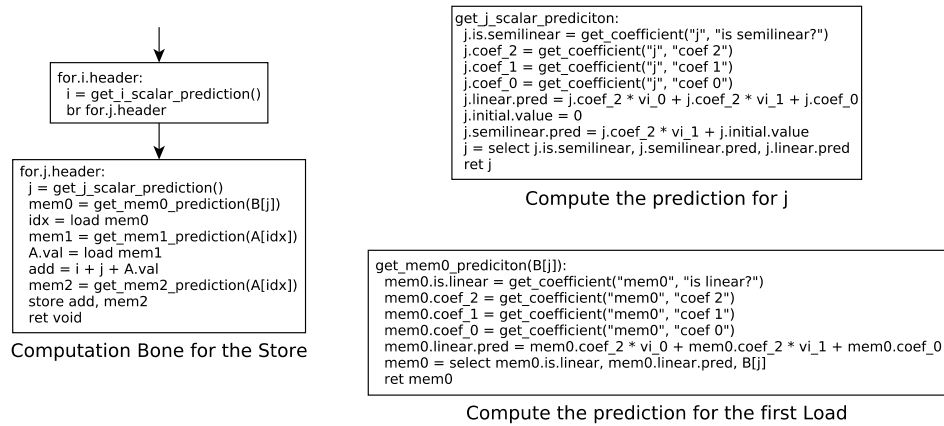 for.i.header:
i = get_i_scalar_prediction()
br for.j.header
for.j.header:
j = get_j_scalar_prediction()
mem0 = get_mem0_prediction(B[j])
idx = load mem0
mem1 = get_mem1_prediction(A[idx])
A.val = load mem1
add = i + j + A.val
mem2 = get_mem2_prediction(A[idx])
store add, mem2
ret void
Computation Bone for the Store
get_j_scalar_prediciton:
j.is.semilinear = get_coefficient("j", "is semilinear?")
j.coef_2 = get_coefficient("j", "coef 2")
j.coef_1 = get_coefficient("j", "coef 1")
j.coef_0 = get_coefficient("j", "coef 0")
j.linear.pred = j.coef_2 * vi_0 + j.coef_2 * vi_1 + j.coef_0
j.initial.value = 0
j.semilinear.pred = j.coef_2 * vi_1 + j.initial.value
j = select j.is.semilinear, j.semilinear.pred, j.linear.pred
ret j
Compute the prediction for j
get_mem0_prediciton(B[j]):
mem0.is.linear = get_coefficient("mem0", "is linear?")
mem0.coef_2 = get_coefficient("mem0", "coef 2")
mem0.coef_1 = get_coefficient("mem0", "coef 1")
mem0.coef_0 = get_coefficient("mem0", "coef 0")
mem0.linear.pred = mem0.coef_2 * vi_0 + mem0.coef_2 * vi_1 + mem0.coef_0
mem0 = select mem0.is.linear, mem0.linear.pred, B[j]
ret mem0
Compute the prediction for the first Load